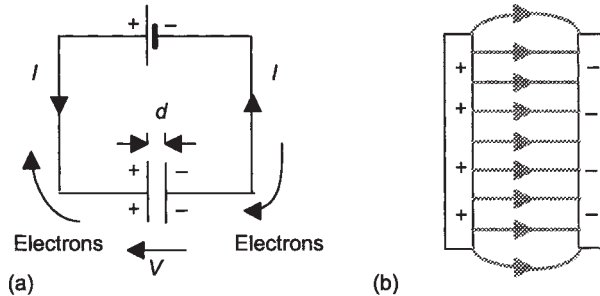 + −
I I
d
+ −
+ −
Electrons Electrons
V
(a)
+ −
+ −
+ −
+ −
(b)